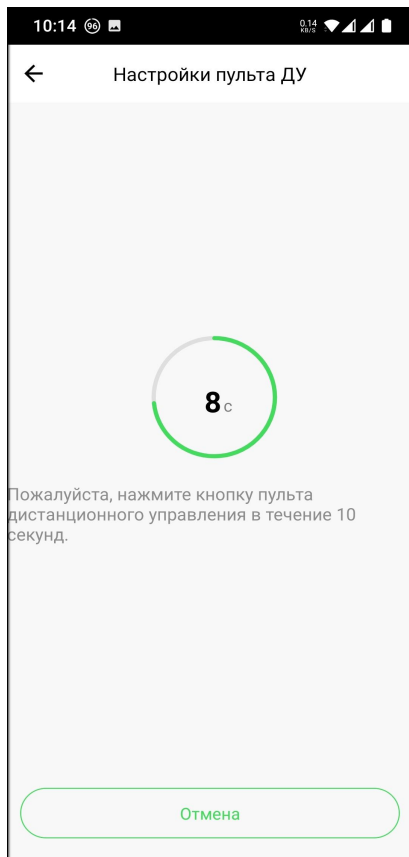 10:14 96 0.14 KB/S
Настройки пульта ДУ
8 с
Пожалуйста, нажмите кнопку пульта
дистанционного управления в течение 10
секунд.
Отмена